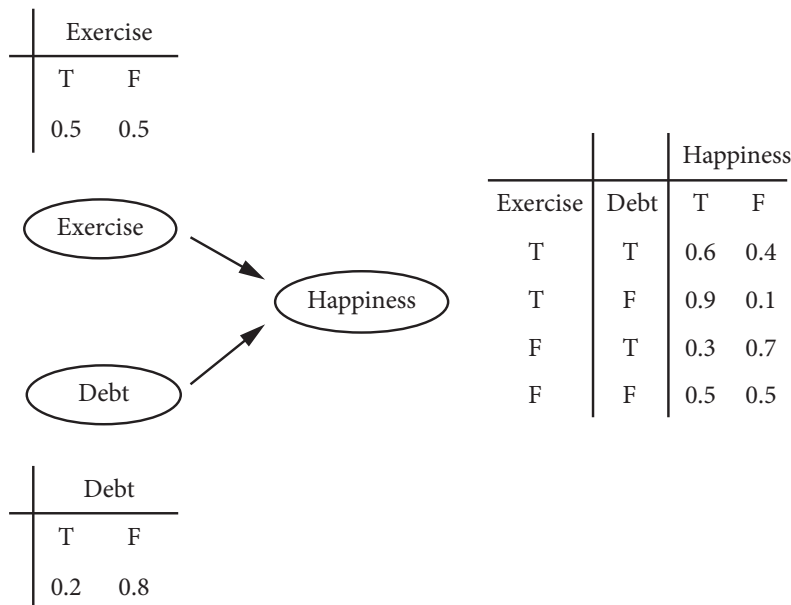 Exercise
T F
0.5 0.5
Exercise
Debt
Happiness
Happiness
Exercise Debt T F
T T 0.6 0.4
T F 0.9 0.1
F T 0.3 0.7
F F 0.5 0.5
Debt
T F
0.2 0.8